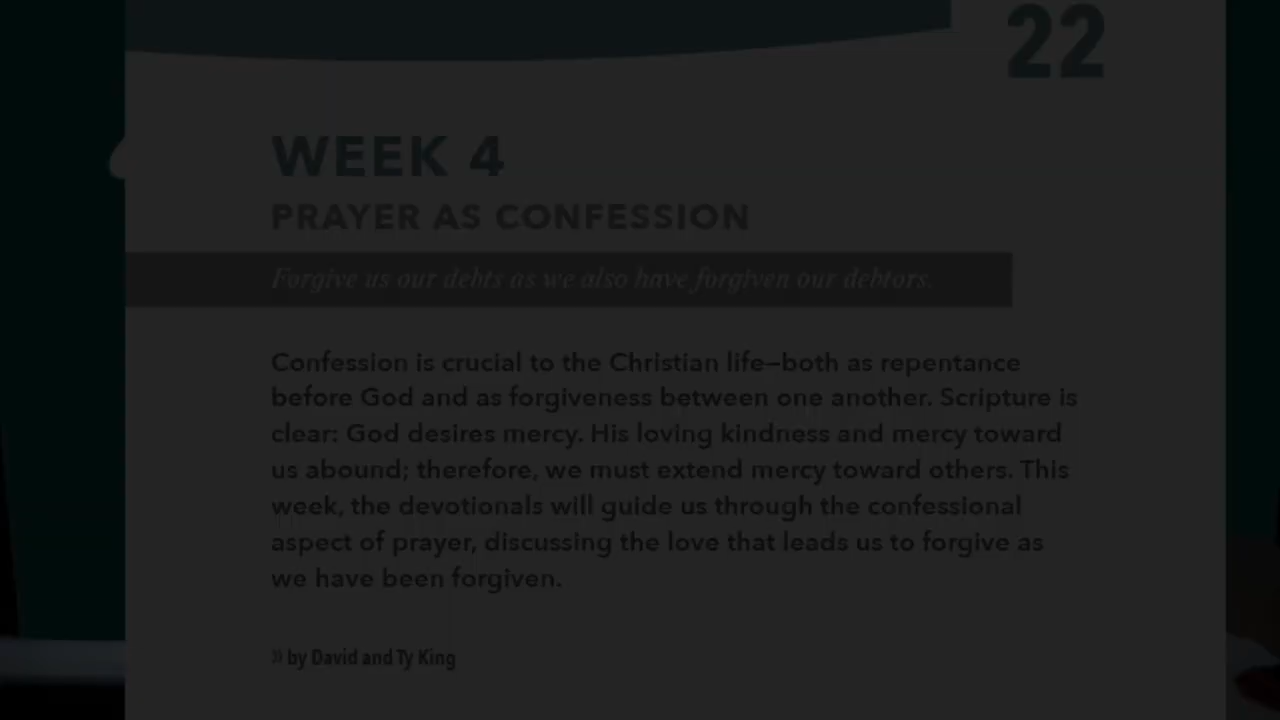 22
WEEK 4
PRAYER AS CONFESSION
Forgive us our debts as we also have forgiven our debtors.
Confession is crucial to the Christian life—both as repentance
before God and as forgiveness between one another. Scripture is
clear: God desires mercy. His loving kindness and mercy toward
us abound; therefore, we must extend mercy toward others. This
week, the devotionals will guide us through the confessional
aspect of prayer, discussing the love that leads us to forgive as
we have been forgiven.
» by David and Ty King